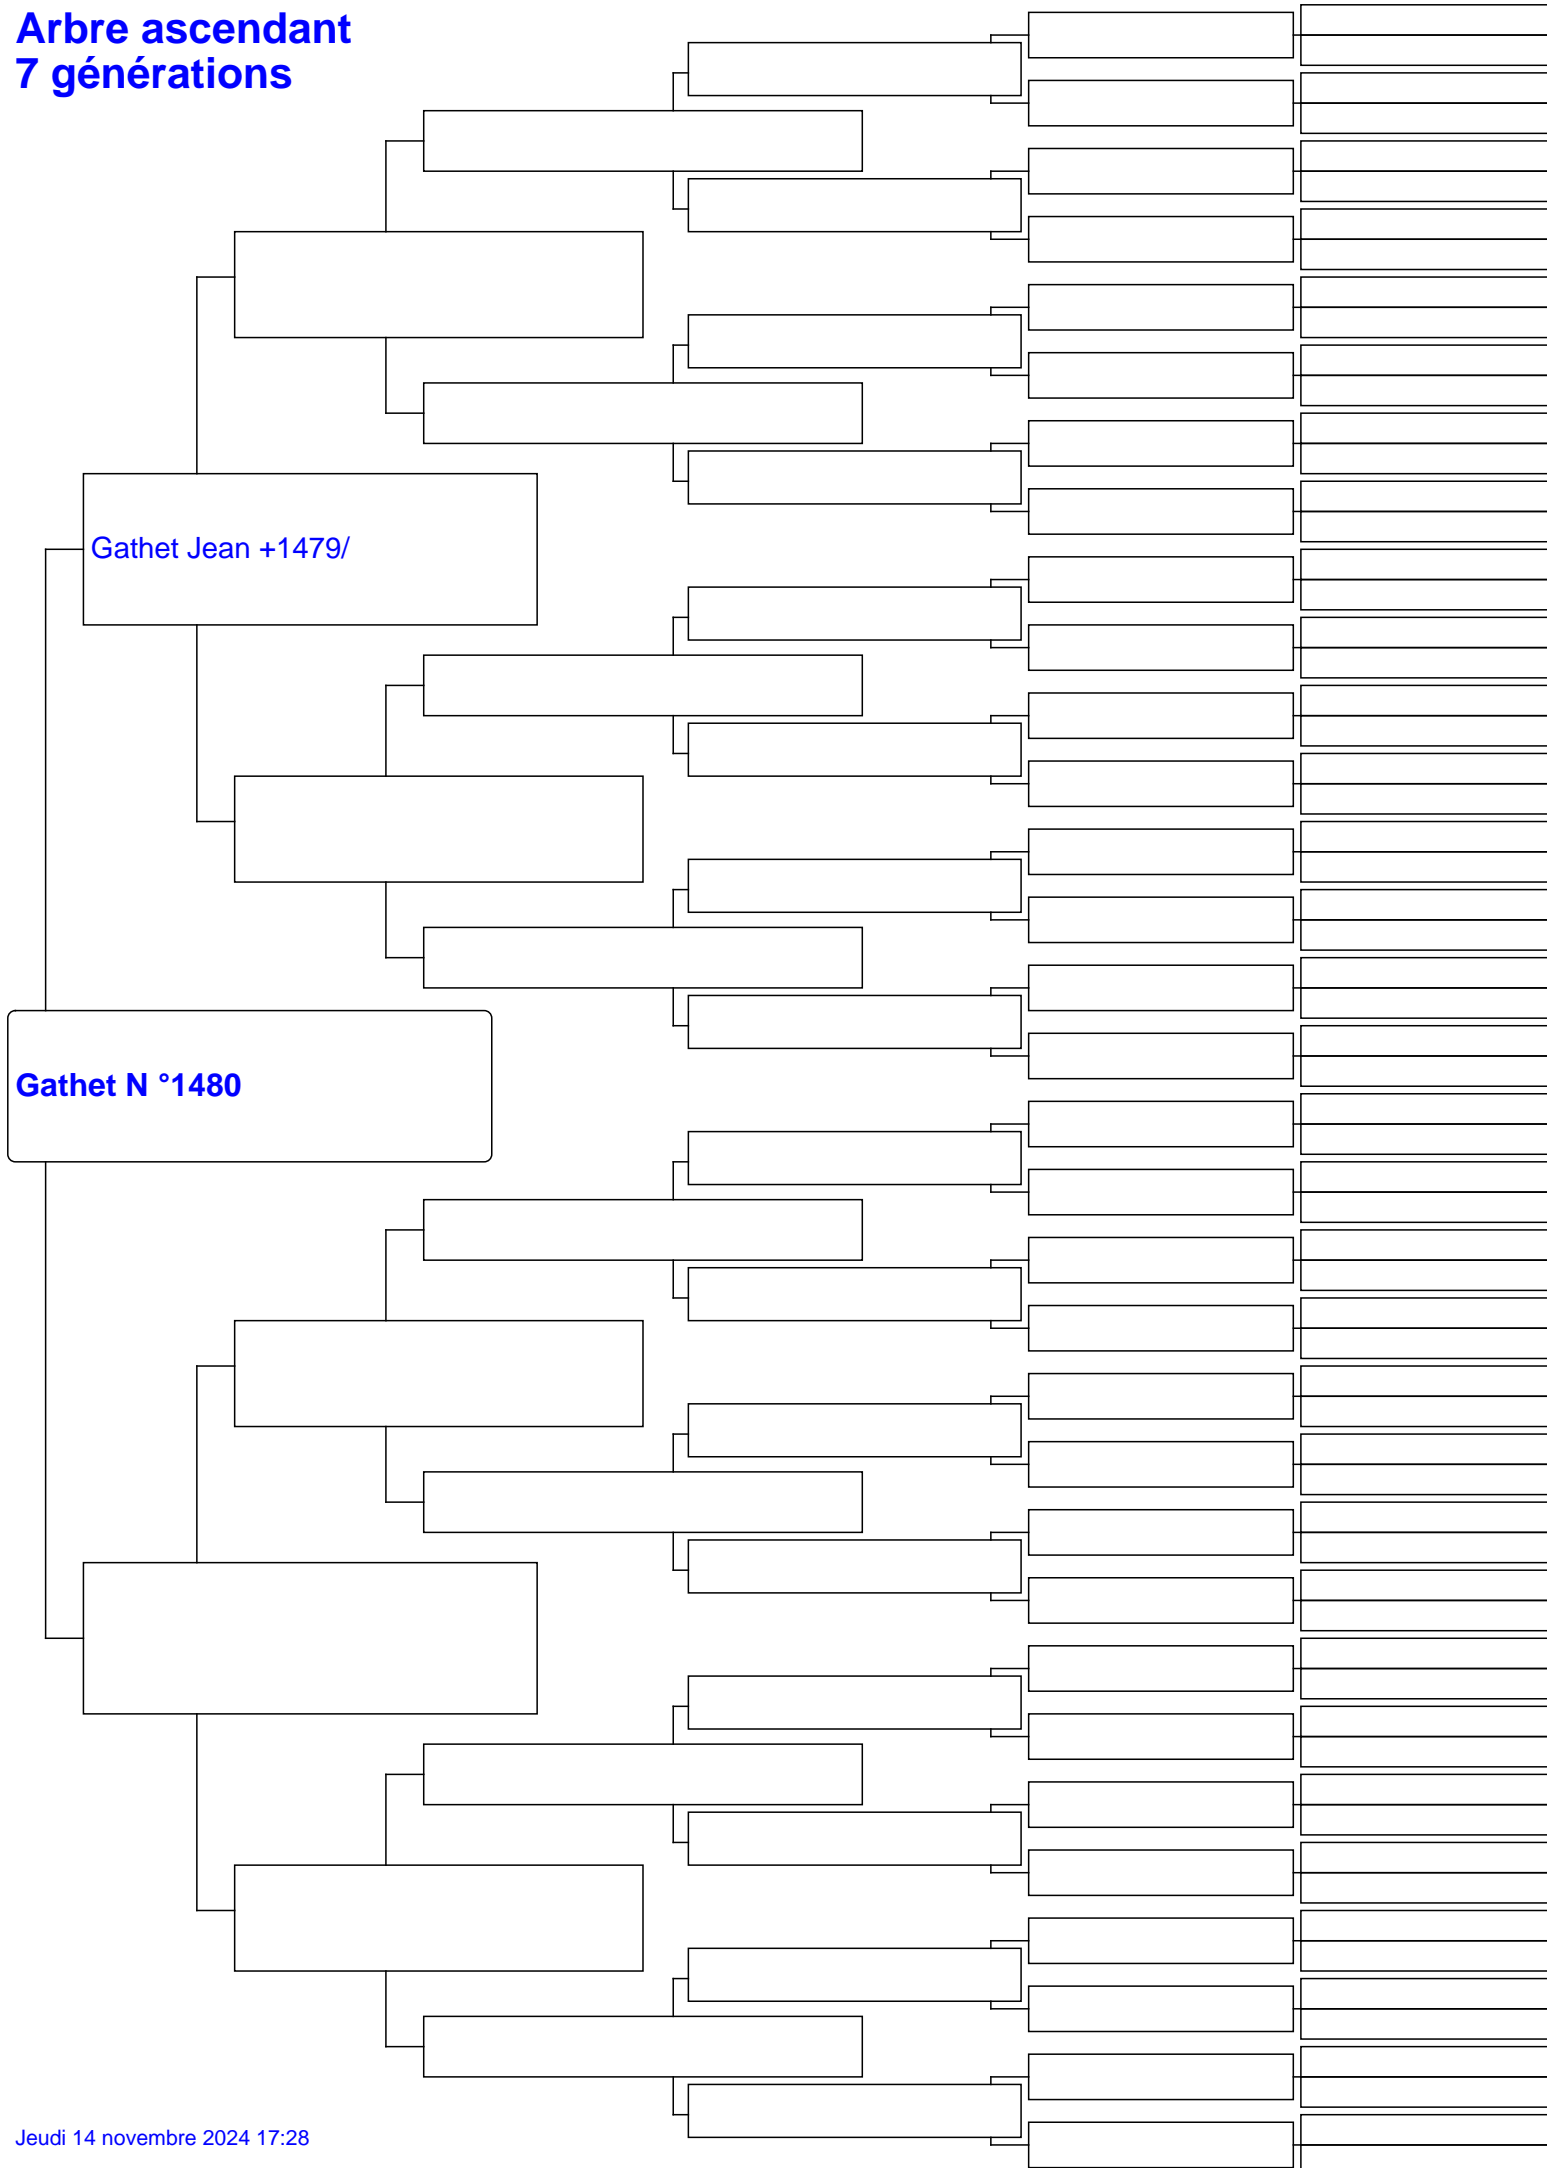 Arbre ascendant
7 générations
Gathet Jean +1479/
Gathet N °1480
Jeudi 14 novembre 2024 17:28